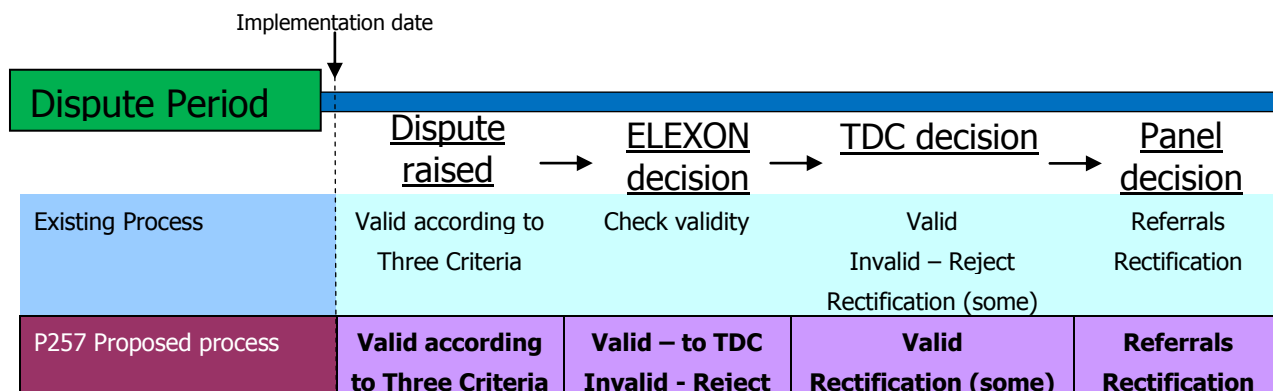 Implementation date
Dispute Period
Dispute
raised
ELEXON
decision
TDC decision
Panel
decision
Existing Process
Valid according to
Three Criteria
Check validity
Valid
Invalid – Reject
Rectification (some)
Referrals
Rectification
P257 Proposed process
Valid according
to Three Criteria
Valid – to TDC
Invalid - Reject
Valid
Rectification (some)
Referrals
Rectification